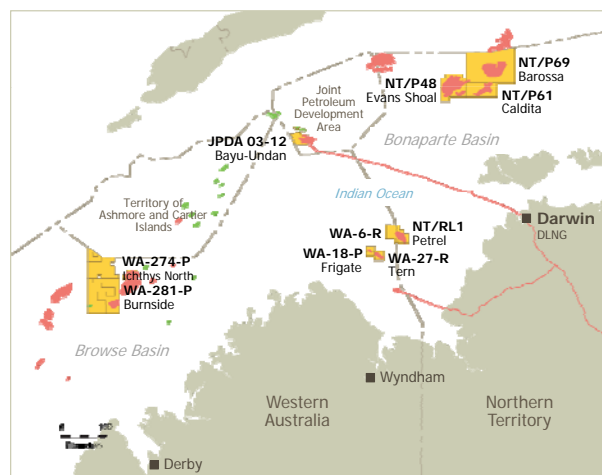 NT/P69
Barossa
NT/P48
Evans Shoal
NT/P61
Caldita
Joint
Petroleum
Development
Area
JPDA 03-12
Bayu-Undan
Bonaparte Basin
Indian Ocean
Territory of
Ashmore and Cartier
Islands
Darwin
DLNG
WA-6-R
NT/RL1
Petrel
WA-18-P
Frigate
WA-27-R
Tern
WA-274-P
Ichthys North
WA-281-P
Burnside
Browse Basin
Wyndham
Western
Australia
Northern
Territory
Derby